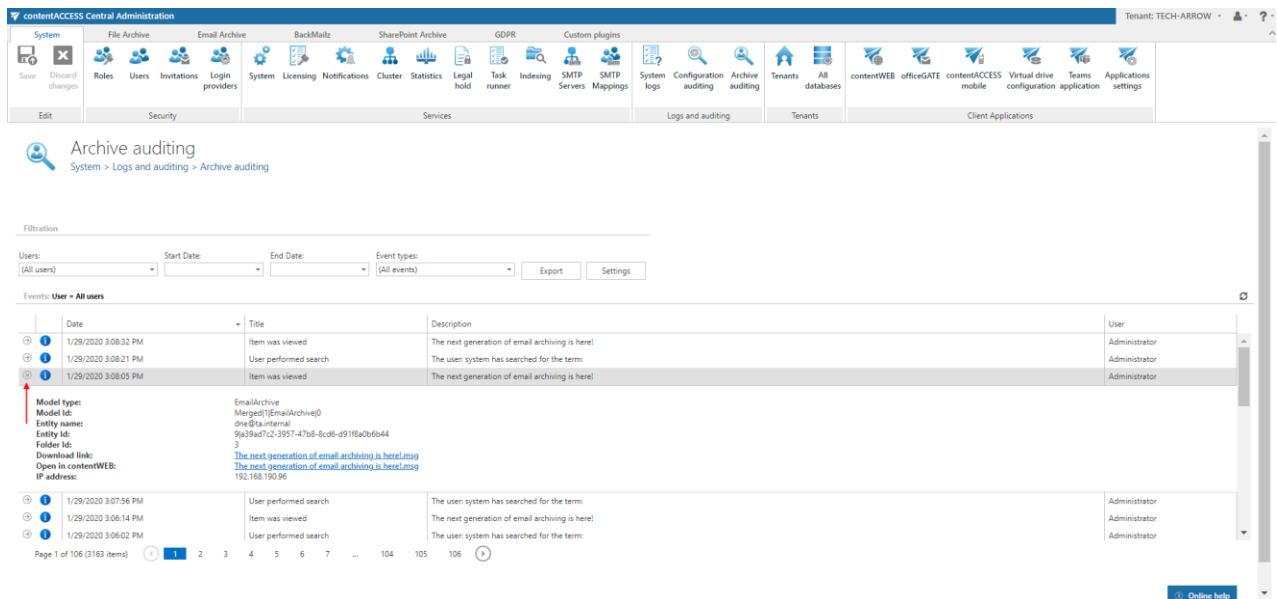 contentACCESS Central Administration Tenant: TECH-ARROW ?
System File Archive Email Archive BackMailz SharePoint Archive GDPR Custom plugins
Save Discard changes Roles Users Invitations Login providers System Licensing Notifications Cluster Statistics Legal hold Task runner Indexing SMTP Servers SMTP Mappings System logs Configuration auditing Archive auditing Tenants All databases contentWEB officeGATE contentACCESS mobile Virtual drive configuration Teams application Applications settings
Edit Security Services Logs and auditing Tenants Client Applications
Archive auditing
System > Logs and auditing > Archive auditing
Filtration
Users: Start Date: End Date: Event types:
(All users) (All events) Export Settings
Events: User = All users
Date Title Description User
1/29/2020 3:08:32 PM Item was viewed The next generation of email archiving is here! Administrator
1/29/2020 3:08:21 PM User performed search The user: system has searched for the term: Administrator
1/29/2020 3:08:05 PM Item was viewed The next generation of email archiving is here! Administrator
Model type: EmailArchive
Model Id: Merged|1|EmailArchive|0
Entity name: dne@ta.internal
Entity Id: 9|a39ad7c2-3957-47b8-8cd6-d91f8a0b6b44
Folder Id: 3
Download link: The next generation of email archiving is here!.msg
Open in contentWEB: The next generation of email archiving is here!.msg
IP address: 192.168.190.96
1/29/2020 3:07:56 PM User performed search The user: system has searched for the term: Administrator
1/29/2020 3:06:14 PM Item was viewed The next generation of email archiving is here! Administrator
1/29/2020 3:06:02 PM User performed search The user: system has searched for the term: Administrator
Page 1 of 106 (3163 items) 1 2 3 4 5 6 7 ... 104 105 106
Online help